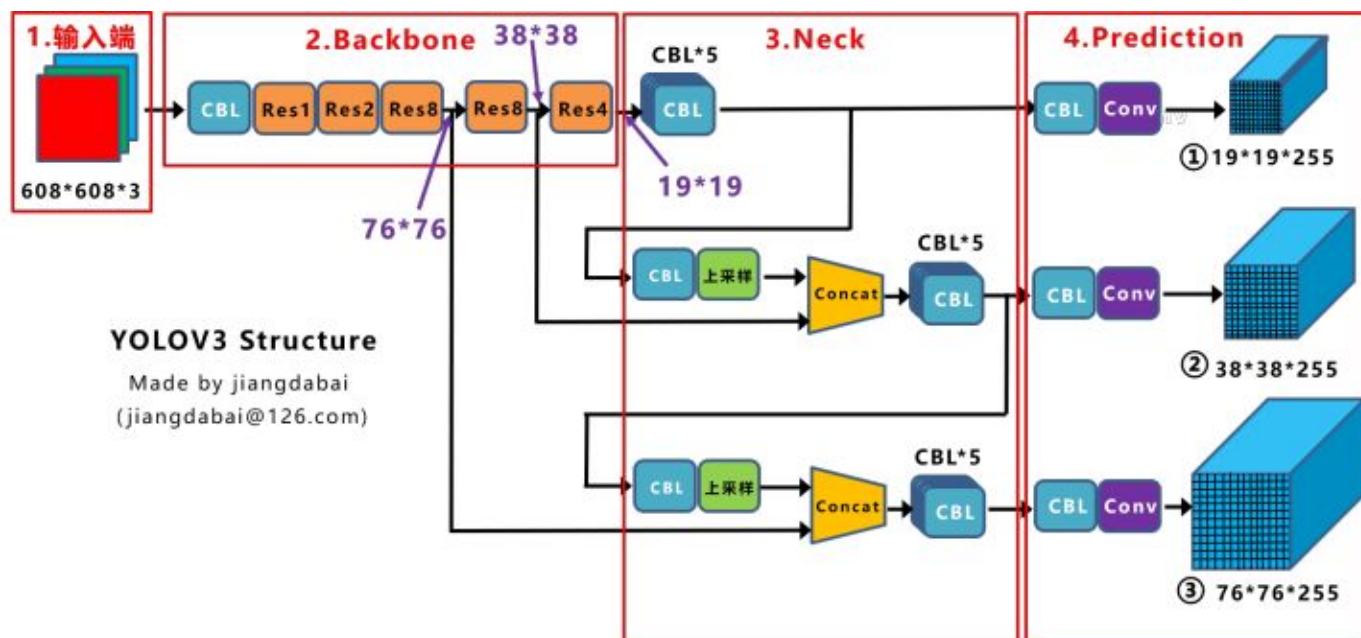 1.输入端
2.Backbone
38*38
3.Neck
4.Prediction
608*608*3
CBL
Res1
Res2
Res8
Res8
Res4
76*76
19*19
CBL*5
CBL
CBL
Conv
①19*19*255
CBL
上采样
Concat
CBL*5
CBL
CBL
Conv
②38*38*255
YOLOV3 Structure
Made by jiangdabai
(jiangdabai@126.com)
CBL
上采样
Concat
CBL*5
CBL
CBL
Conv
③76*76*255